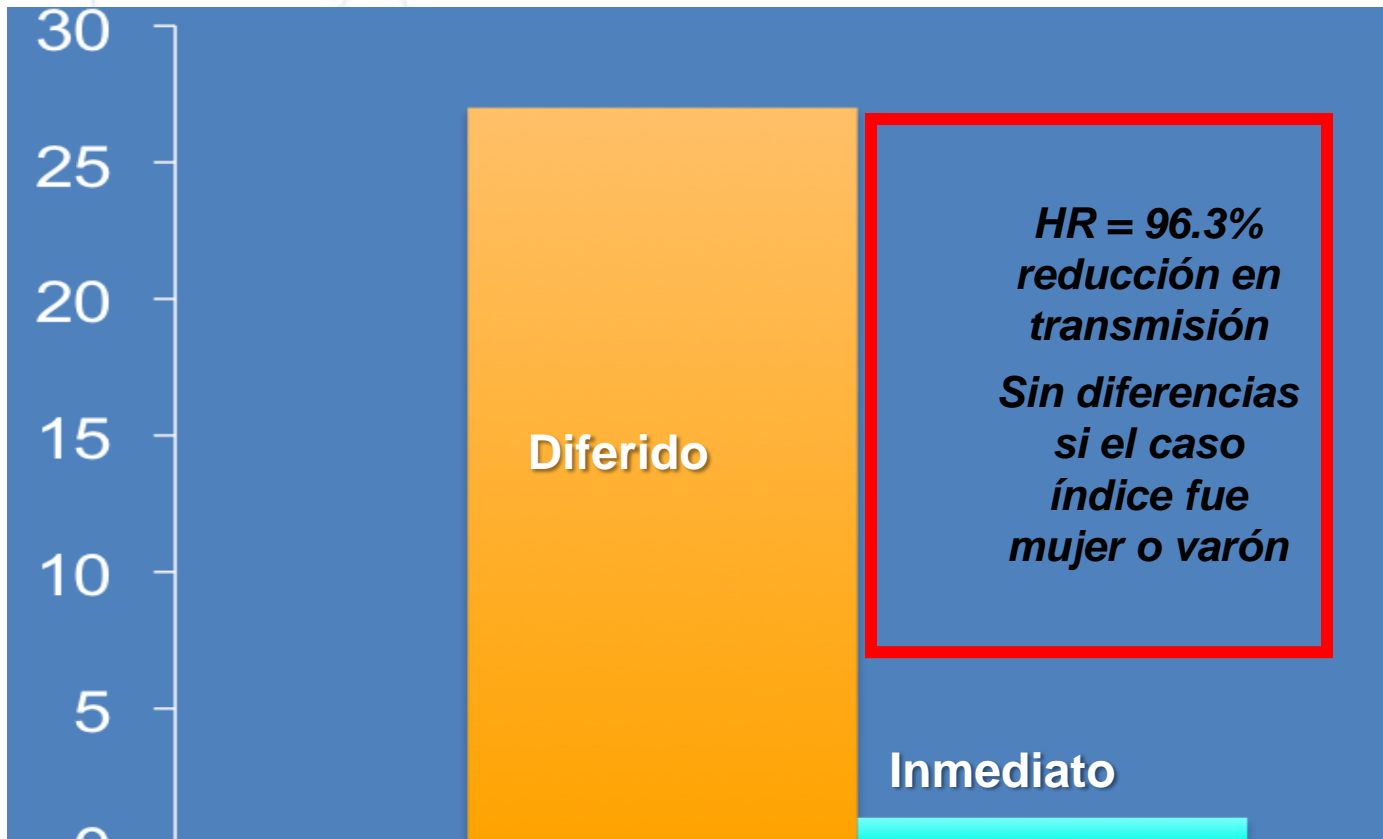 30
25
20
15
10
5
0
Diferido
HR = 96.3%
reducción en
transmisión
Sin diferencias
si el caso
índice fue
mujer o varón
Inmediato